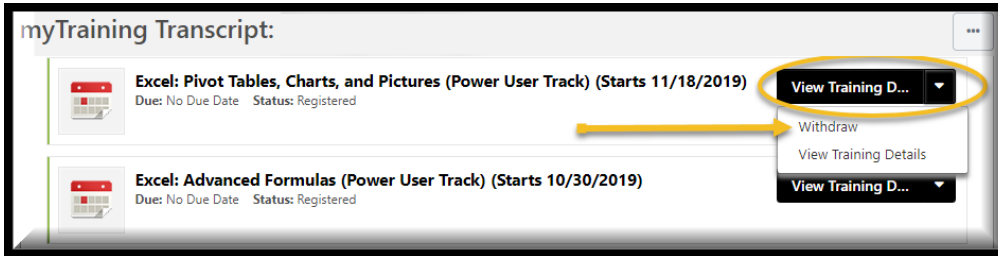 myTraining Transcript:
Excel: Pivot Tables, Charts, and Pictures (Power User Track) (Starts 11/18/2019)
Due: No Due Date Status: Registered
View Training D...
Withdraw
View Training Details
Excel: Advanced Formulas (Power User Track) (Starts 10/30/2019)
Due: No Due Date Status: Registered
View Training D...